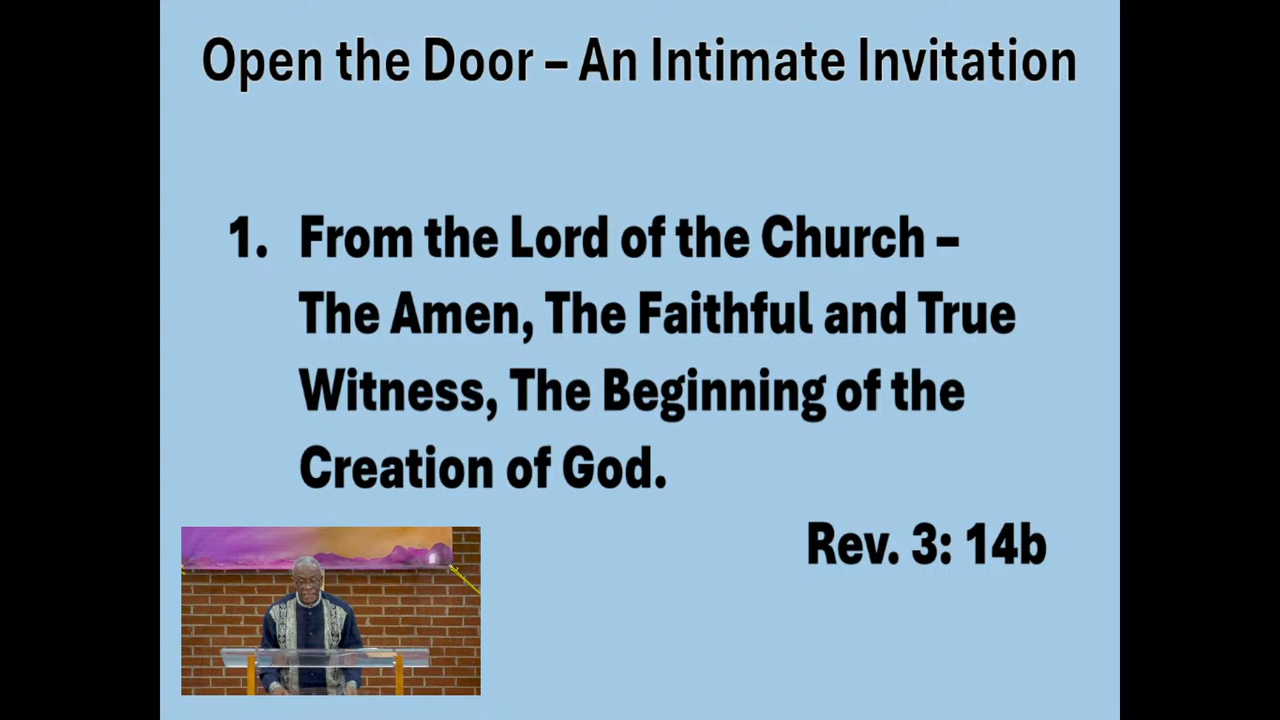 Open the Door – An Intimate Invitation
1. From the Lord of the Church –
The Amen, The Faithful and True
Witness, The Beginning of the
Creation of God.
Rev. 3: 14b